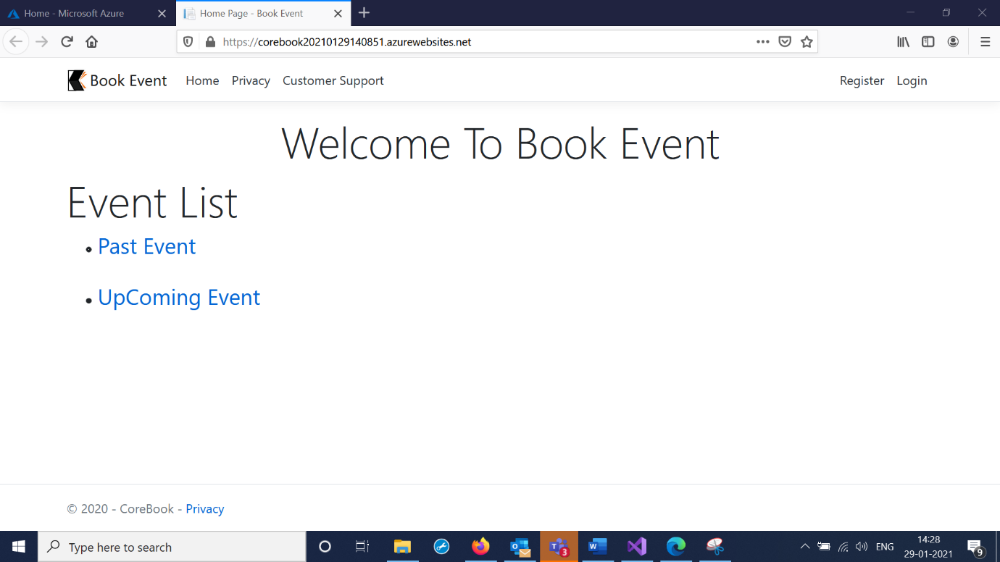 Home - Microsoft Azure
Home Page - Book Event
https://corebook20210129140851.azurewebsites.net
Book Event Home Privacy Customer Support Register Login
Welcome To Book Event
Event List
Past Event
UpComing Event
© 2020 - CoreBook - Privacy
Type here to search
3
ENG
14:28
29-01-2021
9